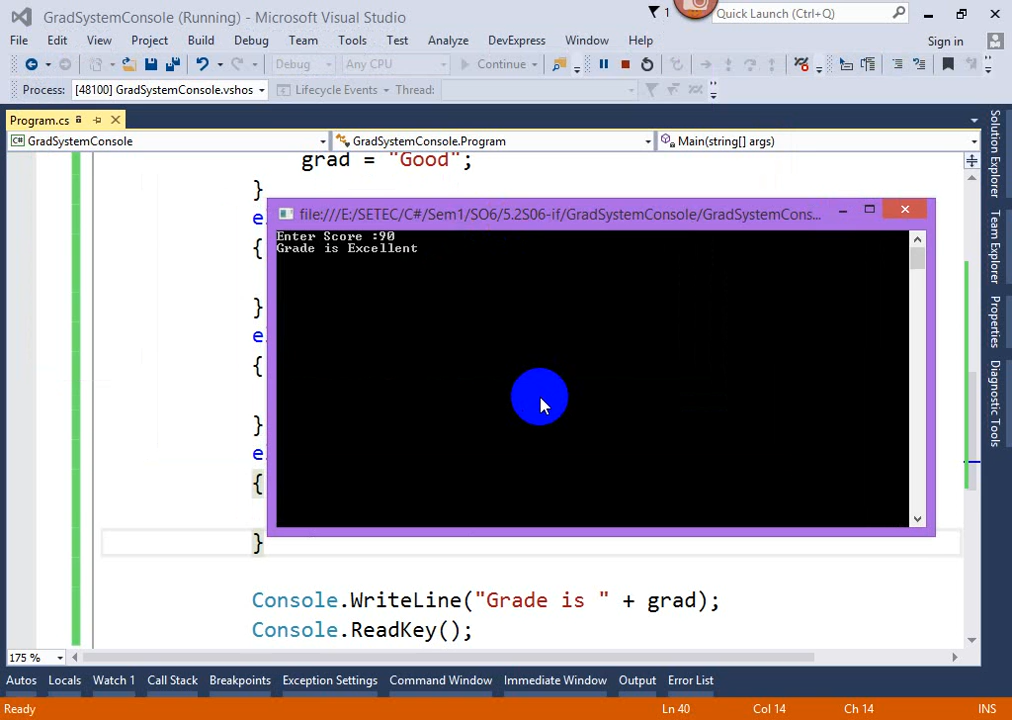 GradSystemConsole (Running) - Microsoft Visual Studio
1
Quick Launch (Ctrl+Q)
File Edit View Project Build Debug Team Tools Test Analyze DevExpress Window Help
Sign in
Debug Any CPU Continue
Process: [48100] GradSystemConsole.vshos Lifecycle Events Thread:
Program.cs
C# GradSystemConsole GradSystemConsole.Program Main(string[] args)
grad = "Good";
}
e
{
}
e
{
}
e
{
}
file:///E:/SETEC/C#/Sem1/SO6/5.2S06-if/GradSystemConsole/GradSystemCons...
Enter Score :90
Grade is Excellent
Console.WriteLine("Grade is " + grad);
Console.ReadKey();
Solution Explorer
Team Explorer
Properties
Diagnostic Tools
175 %
Autos Locals Watch 1 Call Stack Breakpoints Exception Settings Command Window Immediate Window Output Error List
Ready Ln 40 Col 14 Ch 14 INS